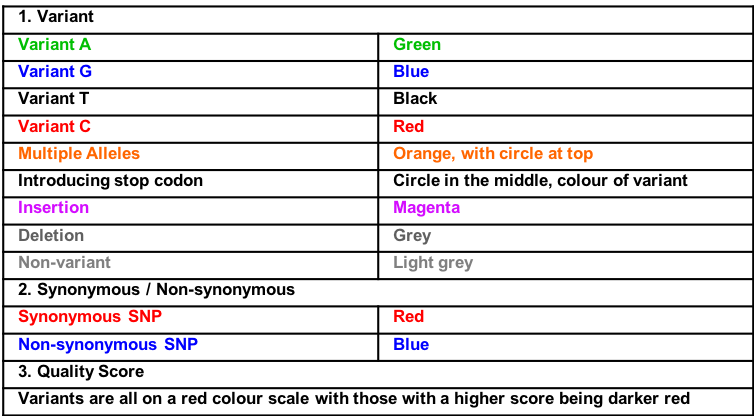 1. Variant
Variant A Green
Variant G Blue
Variant T Black
Variant C Red
Multiple Alleles Orange, with circle at top
Introducing stop codon Circle in the middle, colour of variant
Insertion Magenta
Deletion Grey
Non-variant Light grey
2. Synonymous / Non-synonymous
Synonymous SNP Red
Non-synonymous SNP Blue
3. Quality Score
Variants are all on a red colour scale with those with a higher score being darker red